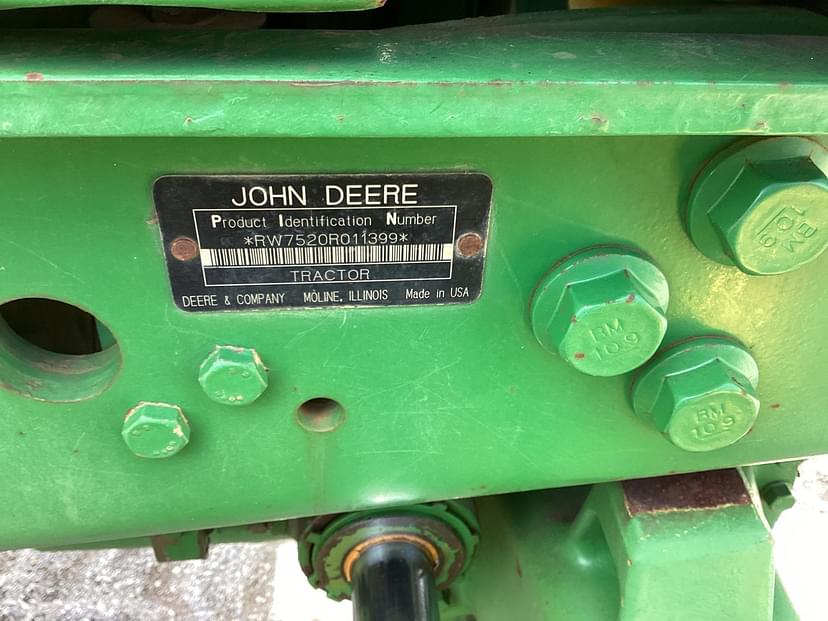 JOHN DEERE
Product Identification Number
*RW7520R011399*
TRACTOR
DEERE & COMPANY MOLINE, ILLINOIS Made in USA
BM
10.9
BM
10.9
BM
10.9